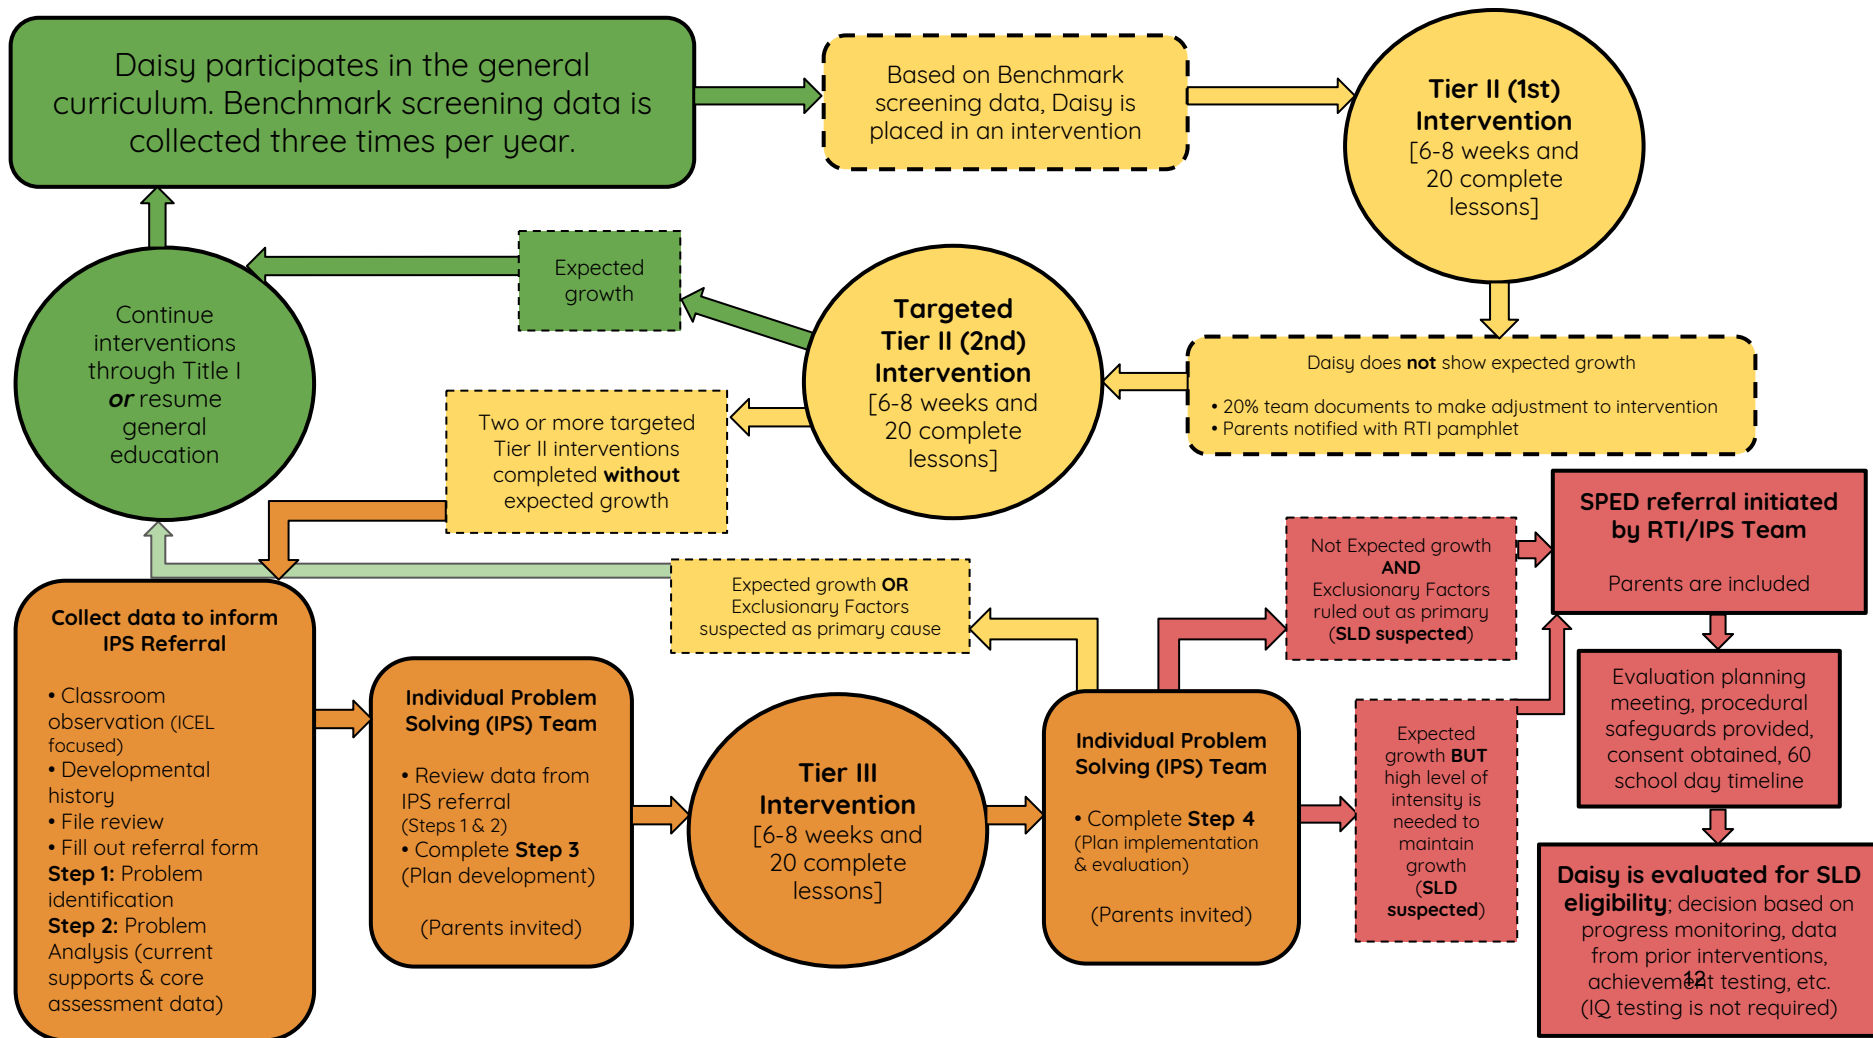 Daisy participates in the general
curriculum. Benchmark screening data is
collected three times per year.
Based on Benchmark
screening data, Daisy is
placed in an intervention
Tier II (1st)
Intervention
[6-8 weeks and
20 complete
lessons]
Daisy does not show expected growth
• 20% team documents to make adjustment to intervention
• Parents notified with RTI pamphlet
Targeted
Tier II (2nd)
Intervention
[6-8 weeks and
20 complete
lessons]
Expected
growth
Continue
interventions
through Title I
or resume
general
education
Two or more targeted
Tier II interventions
completed without
expected growth
Collect data to inform
IPS Referral
• Classroom
observation (ICEL
focused)
• Developmental
history
• File review
• Fill out referral form
Step 1: Problem
identification
Step 2: Problem
Analysis (current
supports & core
assessment data)
Individual Problem
Solving (IPS) Team
• Review data from
IPS referral
(Steps 1 & 2)
• Complete Step 3
(Plan development)
(Parents invited)
Tier III
Intervention
[6-8 weeks and
20 complete
lessons]
Individual Problem
Solving (IPS) Team
• Complete Step 4
(Plan implementation
& evaluation)
(Parents invited)
Expected growth OR
Exclusionary Factors
suspected as primary cause
Not Expected growth
AND
Exclusionary Factors
ruled out as primary
(SLD suspected)
Expected
growth BUT
high level of
intensity is
needed to
maintain
growth
(SLD
suspected)
SPED referral initiated
by RTI/IPS Team
Parents are included
Evaluation planning
meeting, procedural
safeguards provided,
consent obtained, 60
school day timeline
Daisy is evaluated for SLD
eligibility; decision based on
progress monitoring, data
from prior interventions,
achievement testing, etc.
(IQ testing is not required)
12